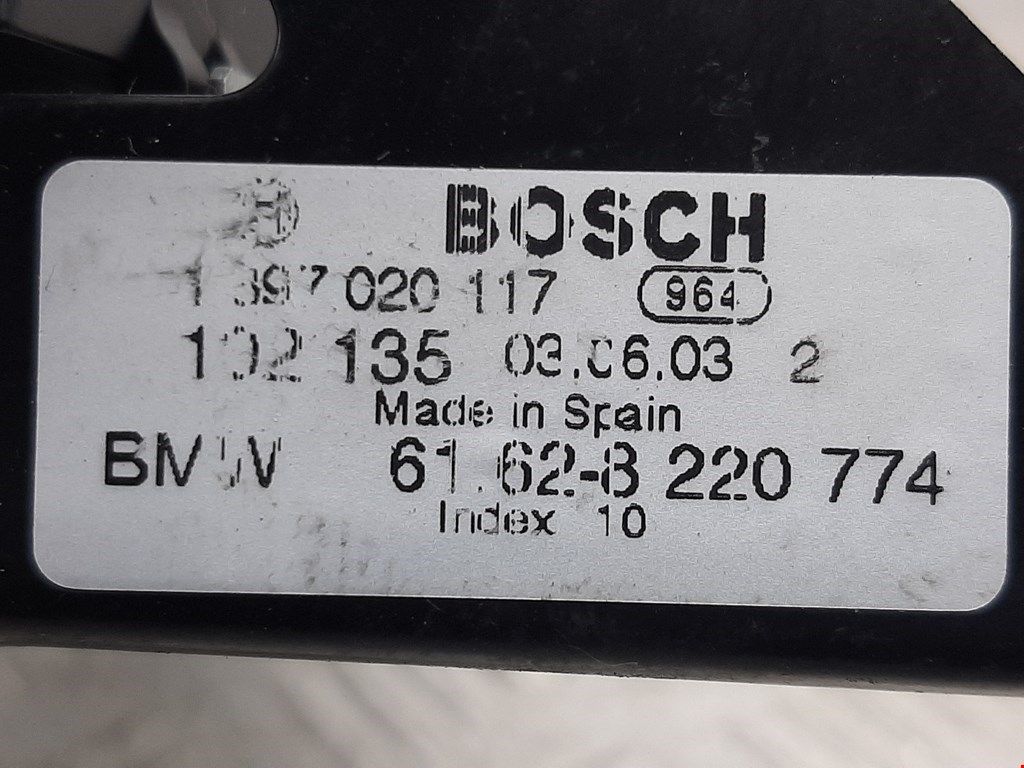 BOSCH
1 397 020 117 964
102 135 03.06.03 2
Made in Spain
BMW 61.62-8 220 774
Index 10